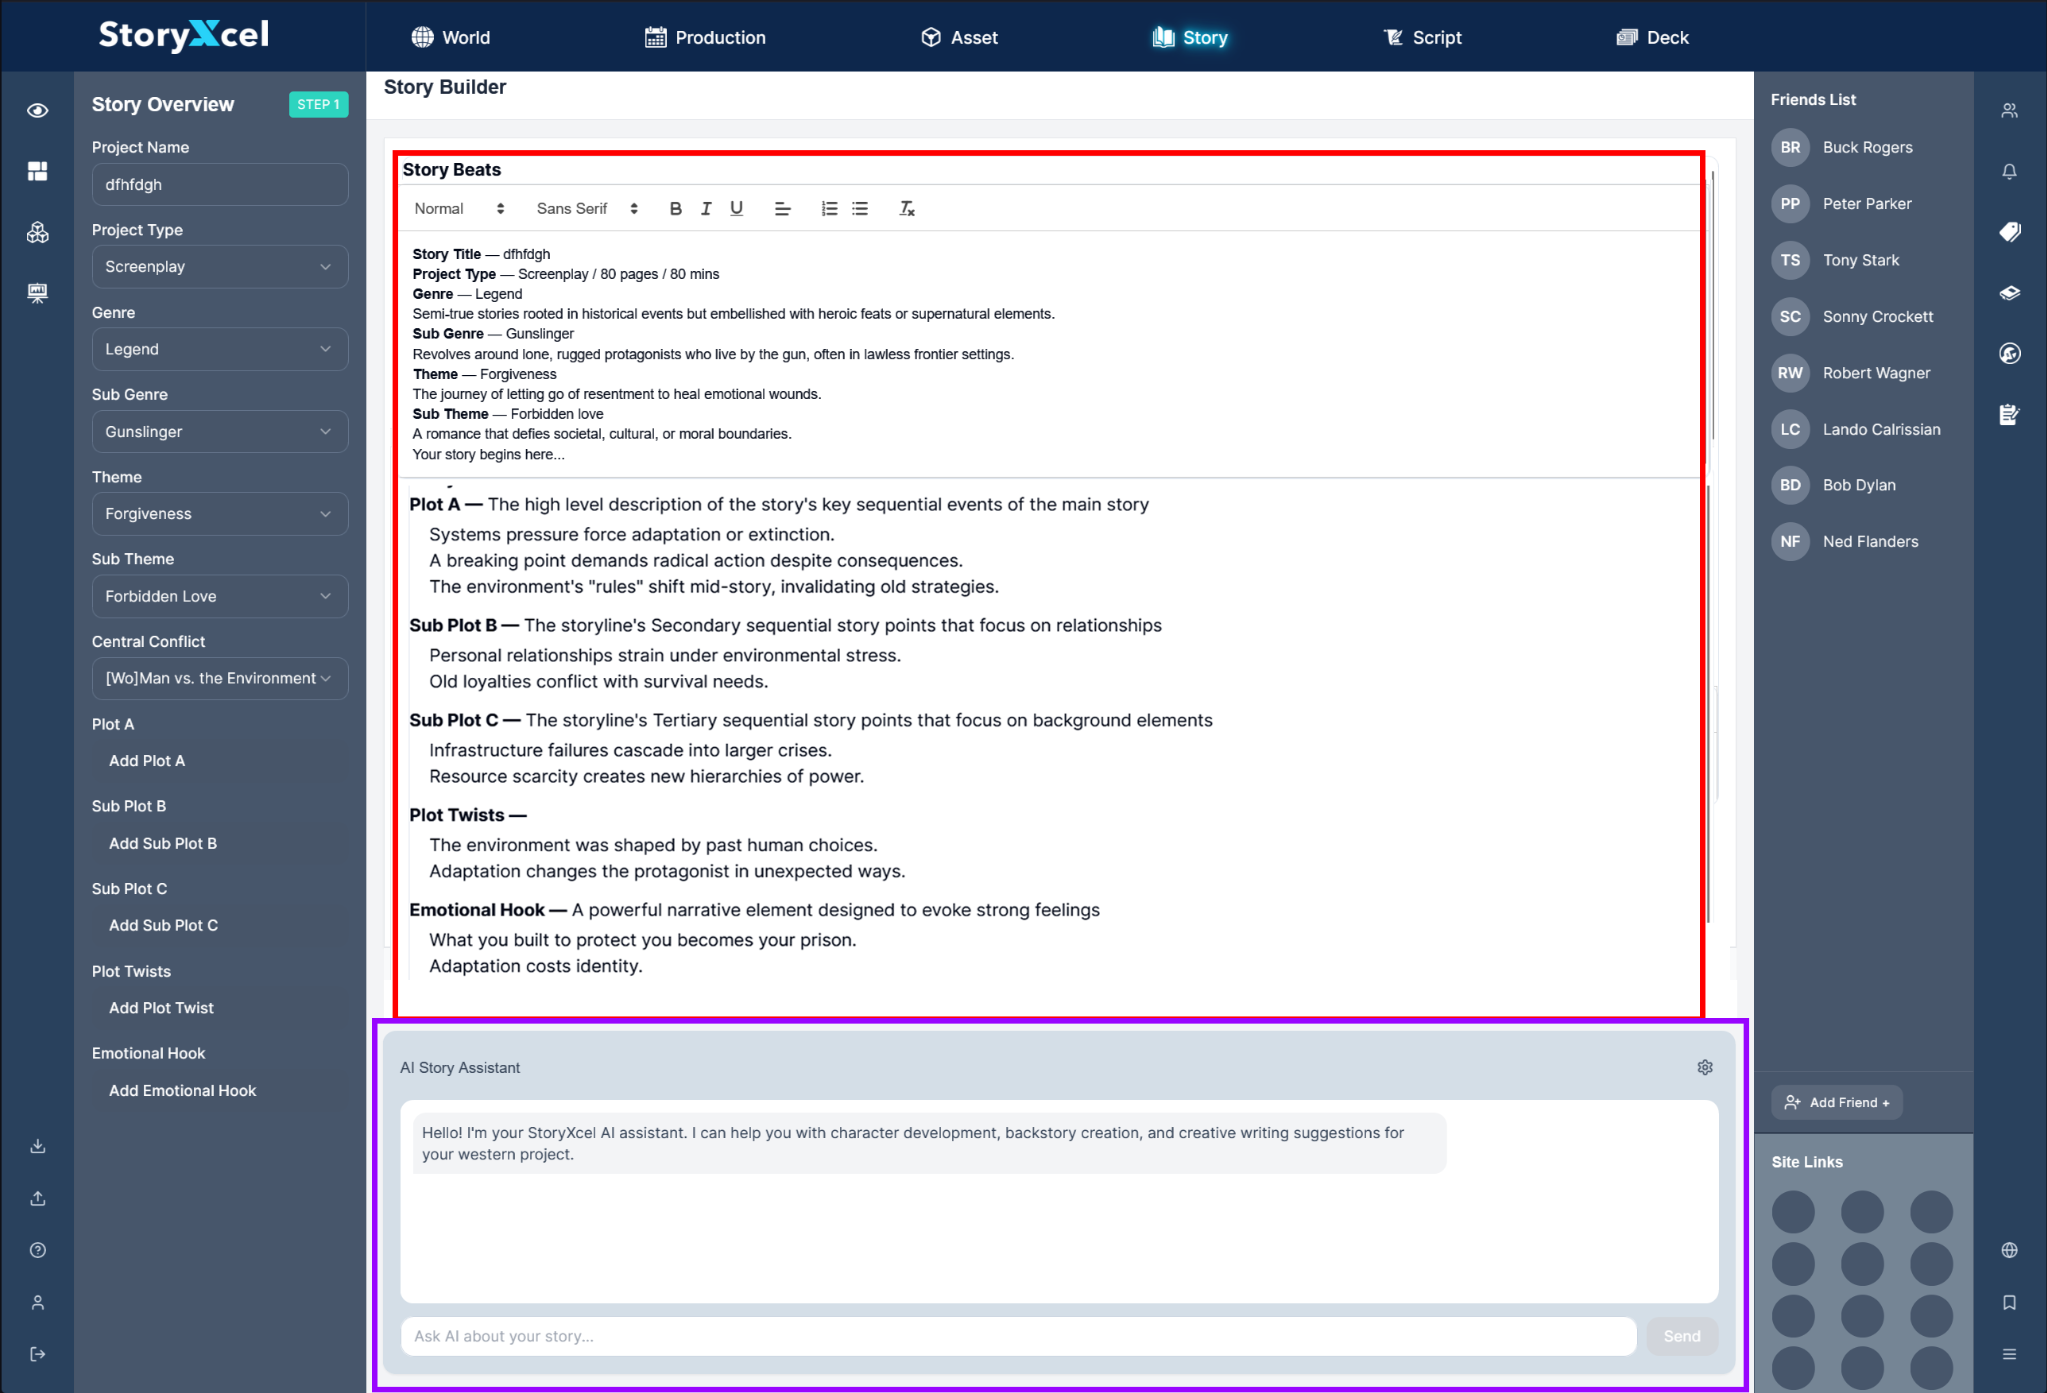 StoryXcel
World
Production
Asset
Story
Script
Deck
Story Overview
STEP 1
Project Name
dfhfdgh
Project Type
Screenplay
Genre
Legend
Sub Genre
Gunslinger
Theme
Forgiveness
Sub Theme
Forbidden Love
Central Conflict
[Wo]Man vs. the Environment
Plot A
Add Plot A
Sub Plot B
Add Sub Plot B
Sub Plot C
Add Sub Plot C
Plot Twists
Add Plot Twist
Emotional Hook
Add Emotional Hook
Story Builder
Story Beats
Normal
Sans Serif
B I U
Story Title — dfhfdgh
Project Type — Screenplay / 80 pages / 80 mins
Genre — Legend
Semi-true stories rooted in historical events but embellished with heroic feats or supernatural elements.
Sub Genre — Gunslinger
Revolves around lone, rugged protagonists who live by the gun, often in lawless frontier settings.
Theme — Forgiveness
The journey of letting go of resentment to heal emotional wounds.
Sub Theme — Forbidden love
A romance that defies societal, cultural, or moral boundaries.
Your story begins here...
Plot A — The high level description of the story's key sequential events of the main story
Systems pressure force adaptation or extinction.
A breaking point demands radical action despite consequences.
The environment's "rules" shift mid-story, invalidating old strategies.
Sub Plot B — The storyline's Secondary sequential story points that focus on relationships
Personal relationships strain under environmental stress.
Old loyalties conflict with survival needs.
Sub Plot C — The storyline's Tertiary sequential story points that focus on background elements
Infrastructure failures cascade into larger crises.
Resource scarcity creates new hierarchies of power.
Plot Twists —
The environment was shaped by past human choices.
Adaptation changes the protagonist in unexpected ways.
Emotional Hook — A powerful narrative element designed to evoke strong feelings
What you built to protect you becomes your prison.
Adaptation costs identity.
AI Story Assistant
Hello! I'm your StoryXcel AI assistant. I can help you with character development, backstory creation, and creative writing suggestions for
your western project.
Ask AI about your story...
Send
Friends List
BR Buck Rogers
PP Peter Parker
TS Tony Stark
SC Sonny Crockett
RW Robert Wagner
LC Lando Calrissian
BD Bob Dylan
NF Ned Flanders
Add Friend +
Site Links